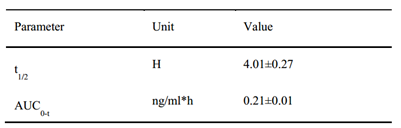 Parameter Unit Value
t1/2 H 4.01±0.27
AUC0-t ng/ml*h 0.21±0.01